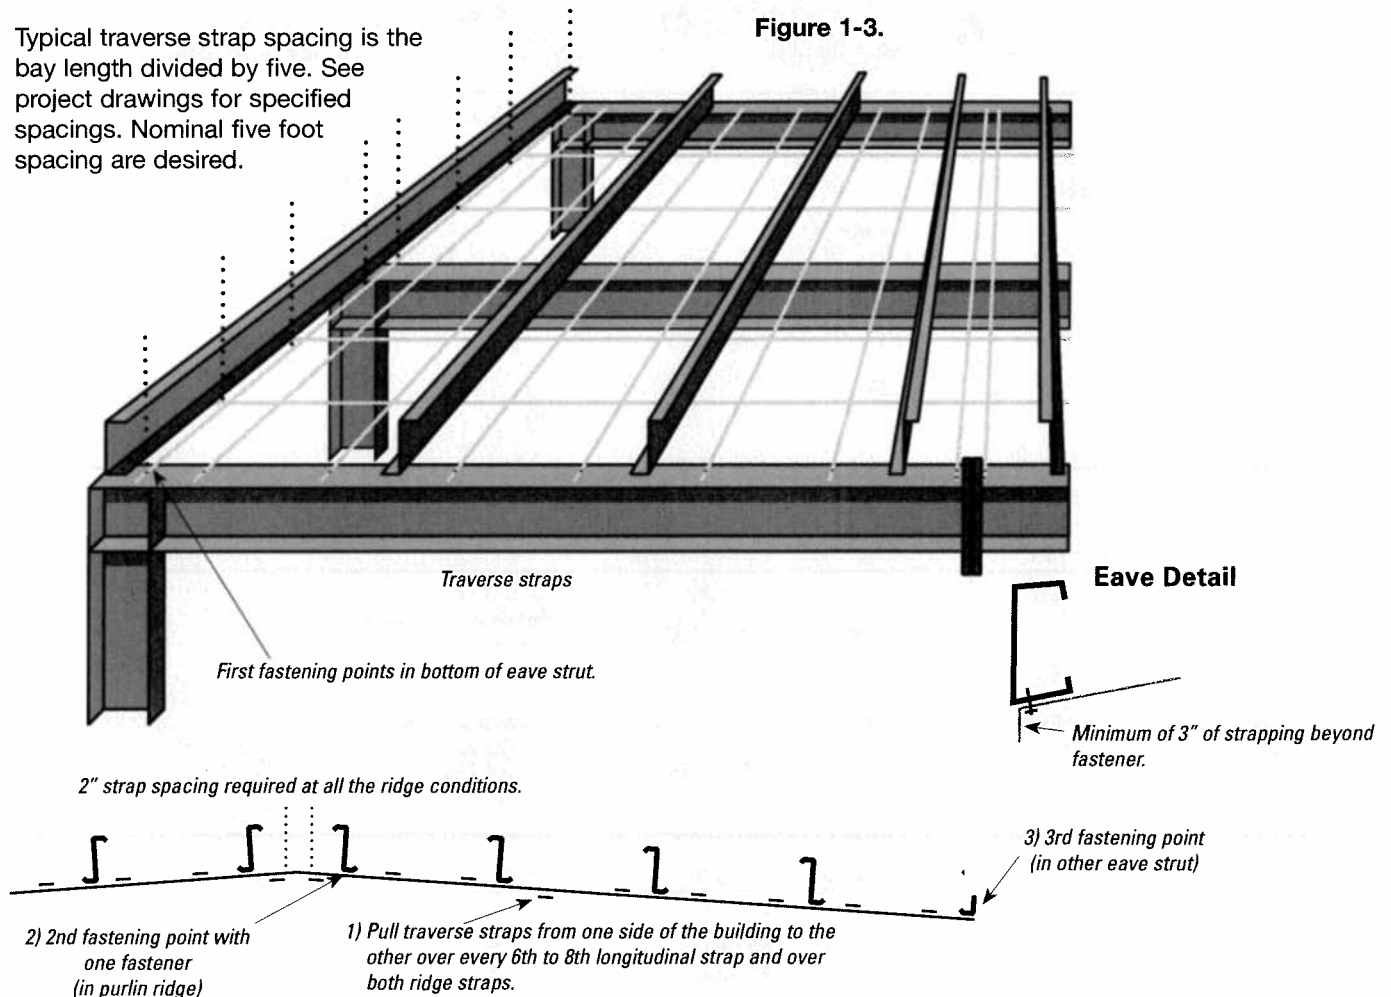 Typical traverse strap spacing is the
bay length divided by five. See
project drawings for specified
spacings. Nominal five foot
spacing are desired.
Figure 1-3.
Traverse straps
First fastening points in bottom of eave strut.
Eave Detail
Minimum of 3" of strapping beyond
fastener.
2" strap spacing required at all the ridge conditions.
3) 3rd fastening point
(in other eave strut)
2) 2nd fastening point with
one fastener
(in purlin ridge)
1) Pull traverse straps from one side of the building to the
other over every 6th to 8th longitudinal strap and over
both ridge straps.